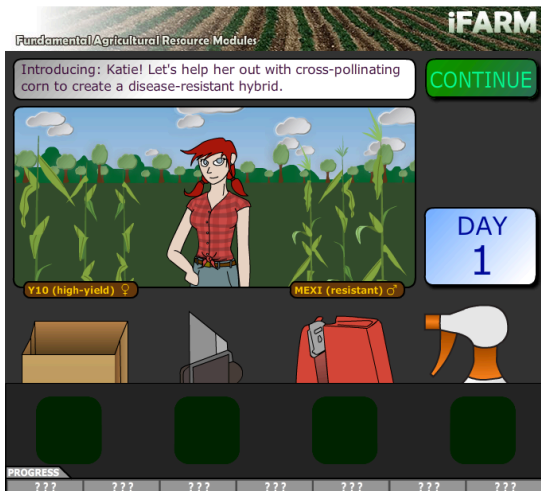 iFARM
Fundamental Agricultural Resource Modules
Introducing: Katie! Let's help her out with cross-pollinating
corn to create a disease-resistant hybrid.
CONTINUE
DAY
1
Y10 (high-yield) ♀
MEXI (resistant) ♂
PROGRESS
??? ??? ??? ??? ??? ??? ???